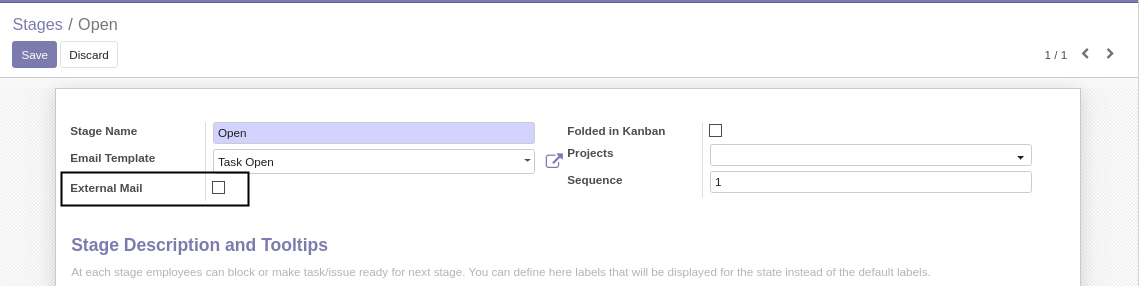 Stages / Open
Save Discard 1 / 1
Stage Name Open Folded in Kanban
Email Template Task Open Projects
External Mail Sequence 1
Stage Description and Tooltips
At each stage employees can block or make task/issue ready for next stage. You can define here labels that will be displayed for the state instead of the default labels.